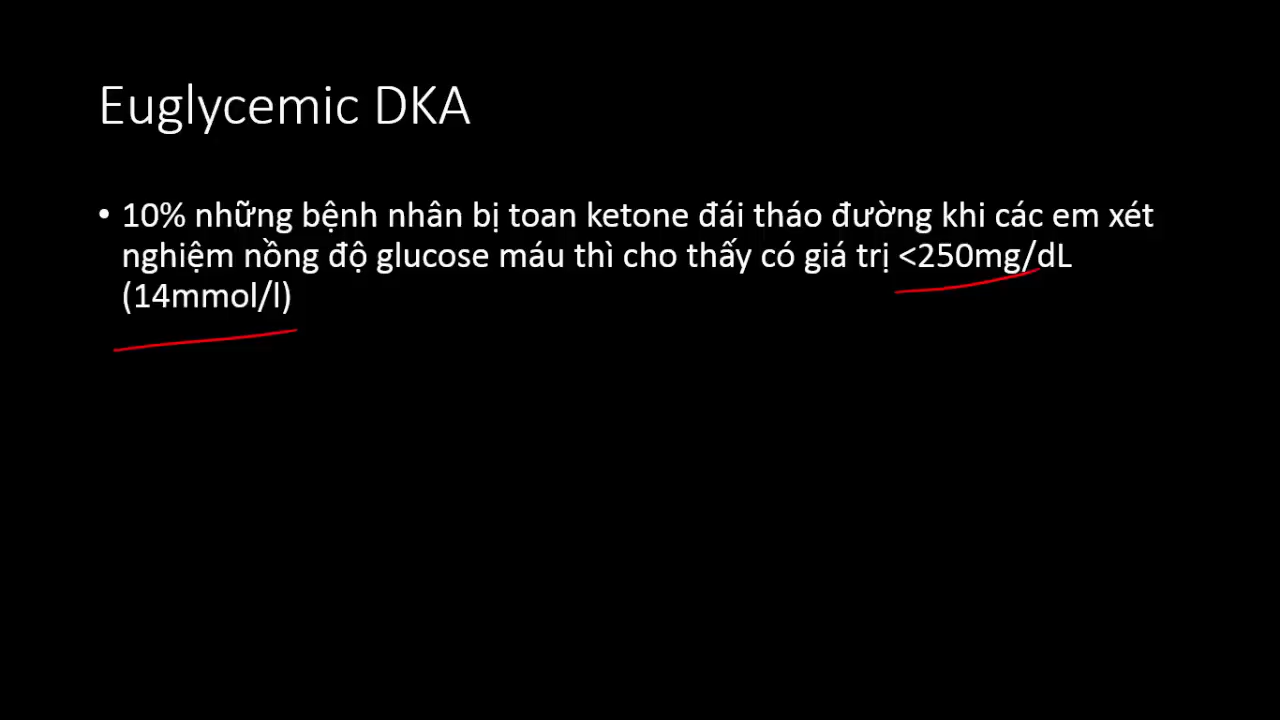 Euglycemic DKA
• 10% những bệnh nhân bị toan ketone đái tháo đường khi các em xét
nghiệm nồng độ glucose máu thì cho thấy có giá trị <250mg/dL
(14mmol/l)